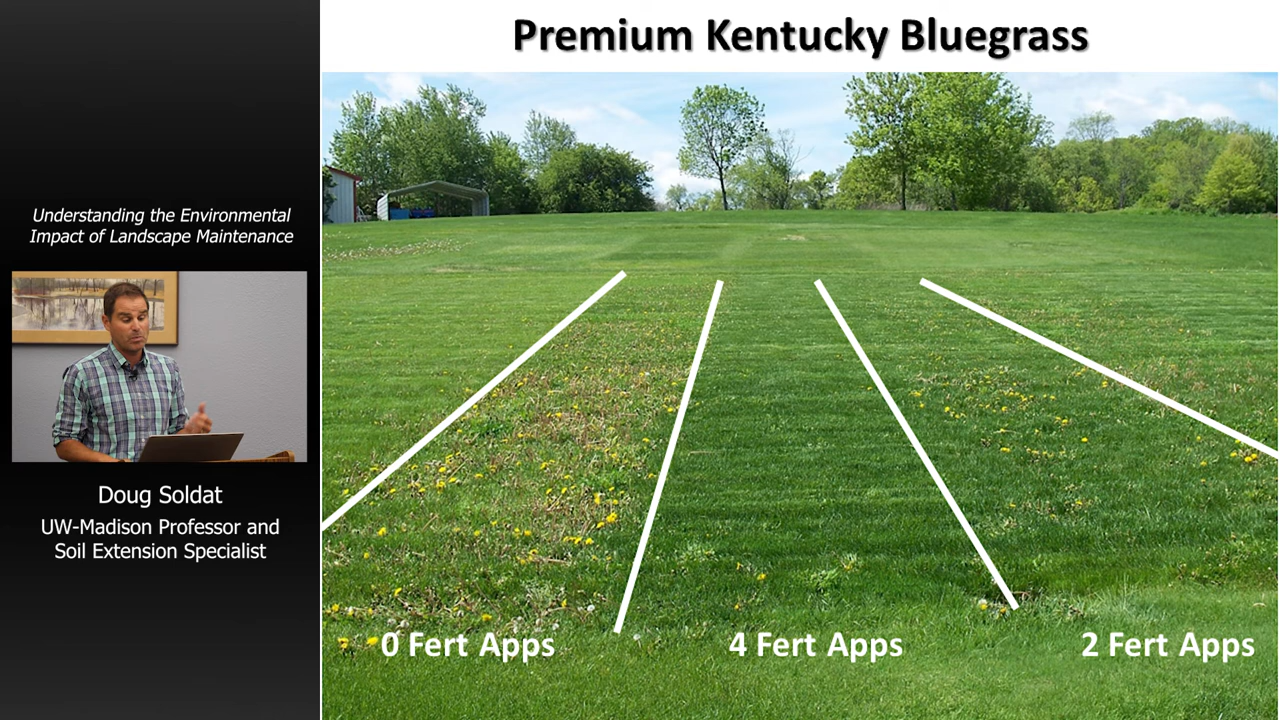 Premium Kentucky Bluegrass
Understanding the Environmental
Impact of Landscape Maintenance
Doug Soldat
UW-Madison Professor and
Soil Extension Specialist
0 Fert Apps
4 Fert Apps
2 Fert Apps